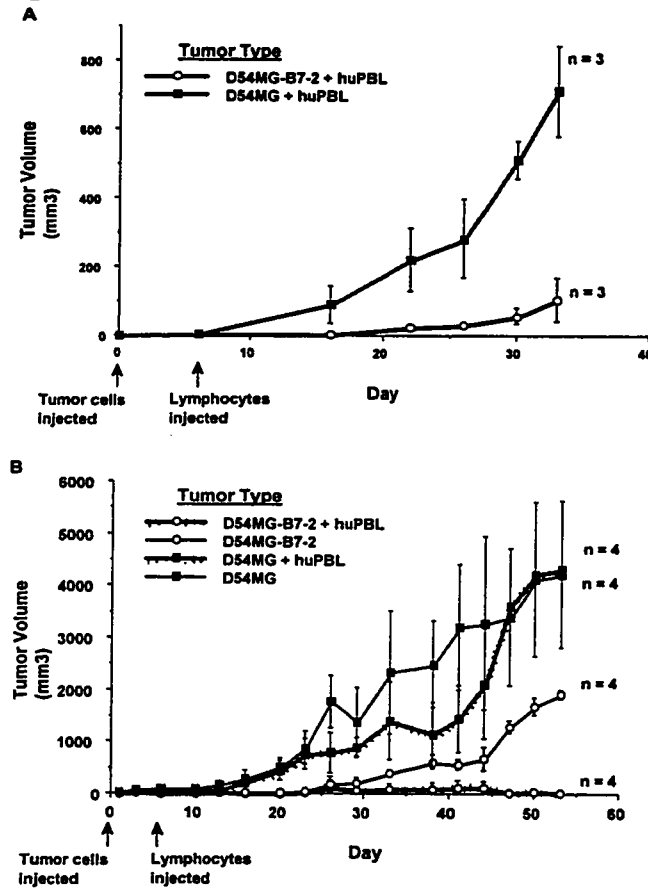 A
Tumor Type
D54MG-B7-2 + huPBL
D54MG + huPBL
n = 3
n = 3
Tumor Volume
(mm3)
800
600
400
200
0
0
10
20
30
40
Tumor cells
injected
Lymphocytes
injected
Day
B
Tumor Type
D54MG-B7-2 + huPBL
D54MG-B7-2
D54MG + huPBL
D54MG
n = 4
n = 4
n = 4
n = 4
Tumor Volume
(mm3)
6000
5000
4000
3000
2000
1000
0
0
10
20
30
40
50
60
Tumor cells
injected
Lymphocytes
injected
Day